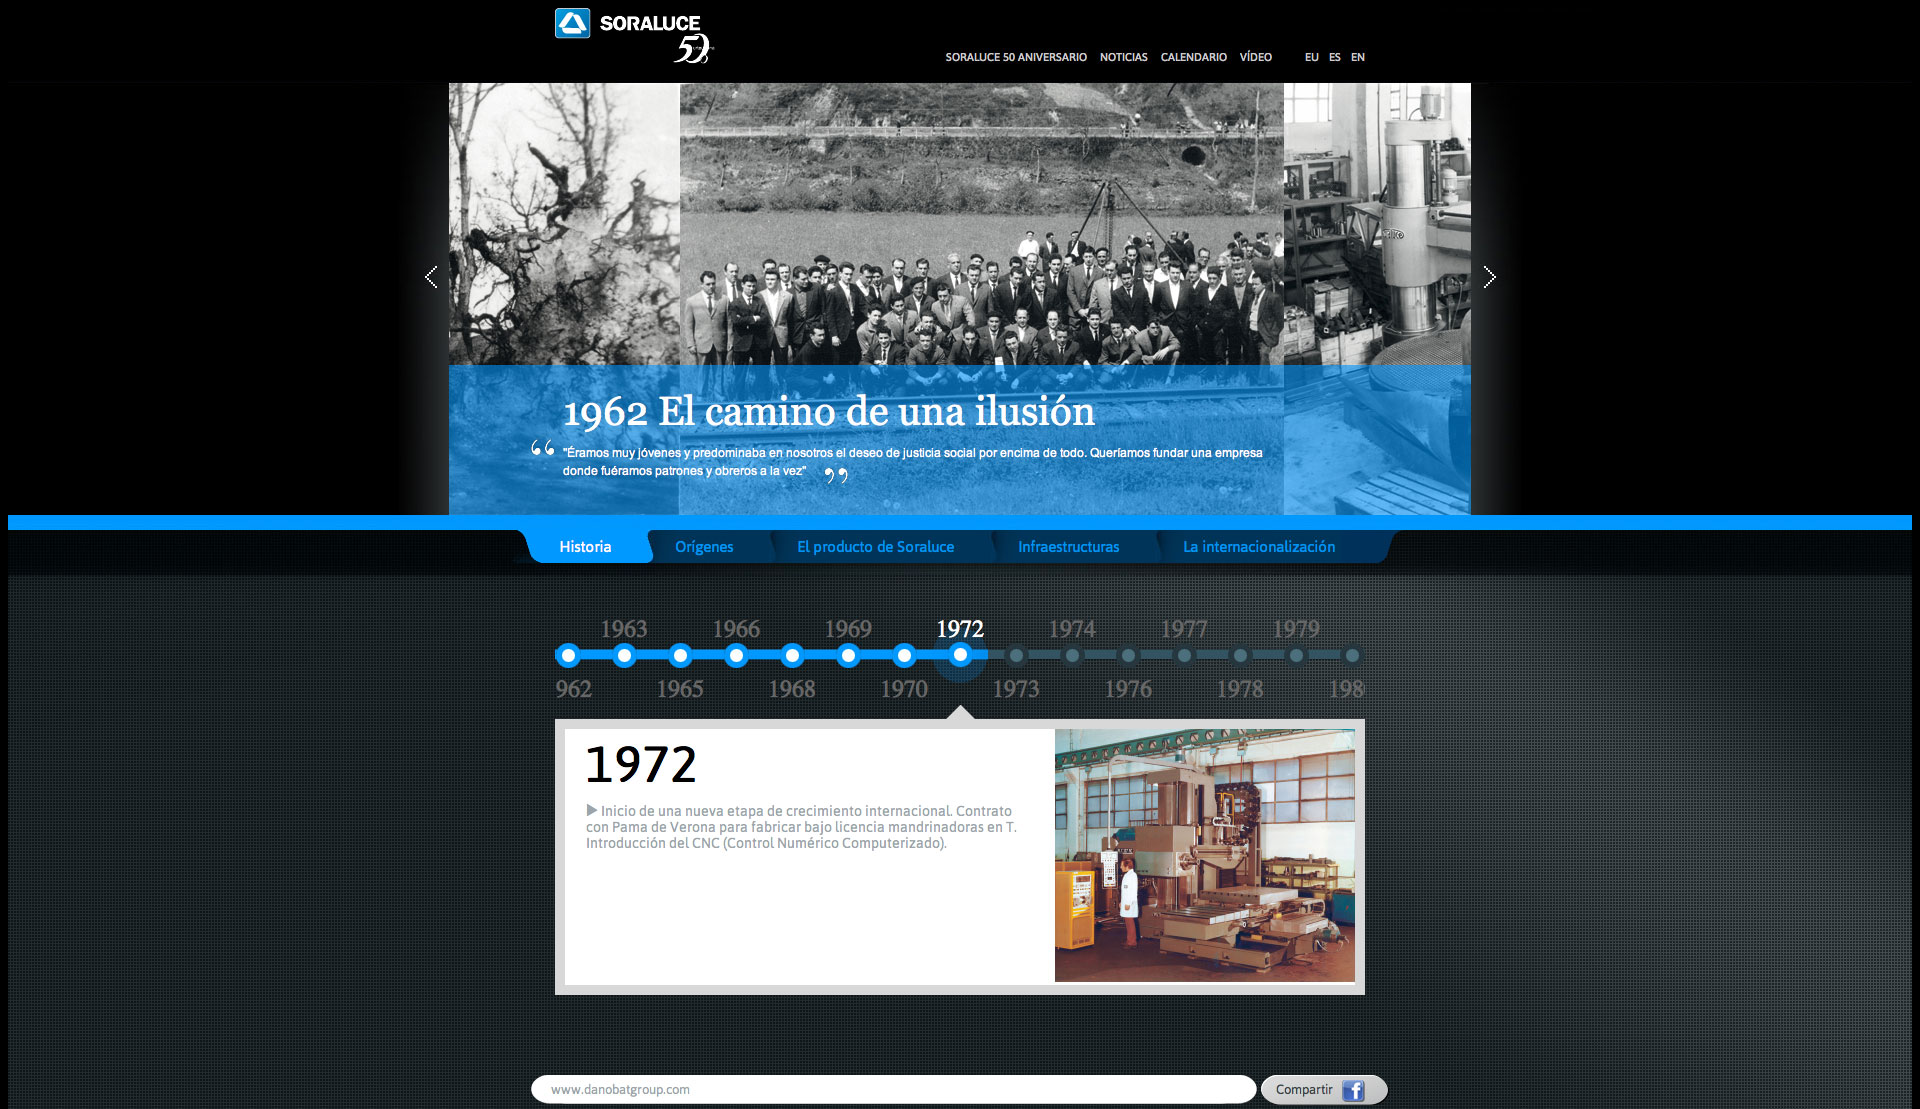 SORALUCE
50
SORALUCE 50 ANIVERSARIO NOTICIAS CALENDARIO VÍDEO EU ES EN
1962 El camino de una ilusión
“ "Éramos muy jóvenes y predominaba en nosotros el deseo de justicia social por encima de todo. Queríamos fundar una empresa
donde fuéramos patrones y obreros a la vez" ”
Historia Orígenes El producto de Soraluce Infraestructuras La internacionalización
1963 1966 1969 1972 1974 1977 1979
962 1965 1968 1970 1973 1976 1978 198
1972
Inicio de una nueva etapa de crecimiento internacional. Contrato
con Pama de Verona para fabricar bajo licencia mandrinadoras en T.
Introducción del CNC (Control Numérico Computerizado).
www.danobatgroup.com Compartir f